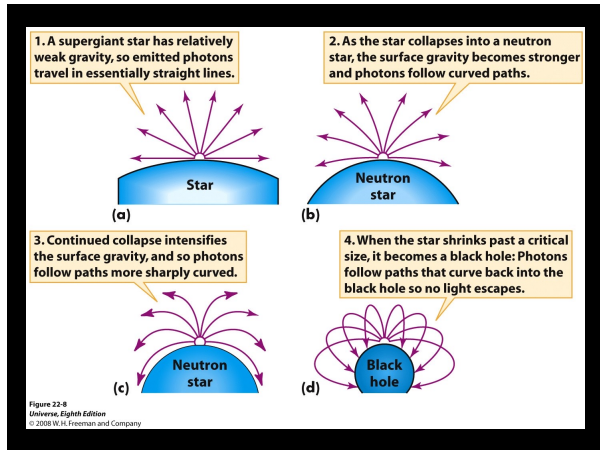 1. A supergiant star has relatively
weak gravity, so emitted photons
travel in essentially straight lines.
2. As the star collapses into a neutron
star, the surface gravity becomes stronger
and photons follow curved paths.
Star
(a)
Neutron
star
(b)
3. Continued collapse intensifies
the surface gravity, and so photons
follow paths more sharply curved.
4. When the star shrinks past a critical
size, it becomes a black hole: Photons
follow paths that curve back into the
black hole so no light escapes.
Neutron
star
(c)
Black
hole
(d)
Figure 22-8
Universe, Eighth Edition
© 2008 W. H. Freeman and Company